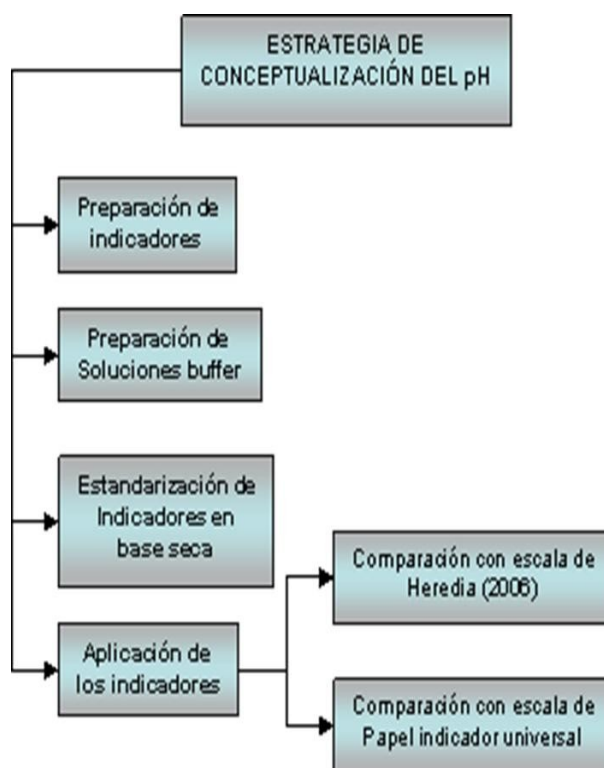 ESTRATEGIA DE
CONCEPTUALIZACIÓN DEL pH
Preparación de
indicadores
Preparación de
Soluciones buffer
Estandarización de
Indicadores en
base seca
Aplicación de
los indicadores
Comparación con escala de
Heredia (2006)
Comparación con escala de
Papel indicador universal